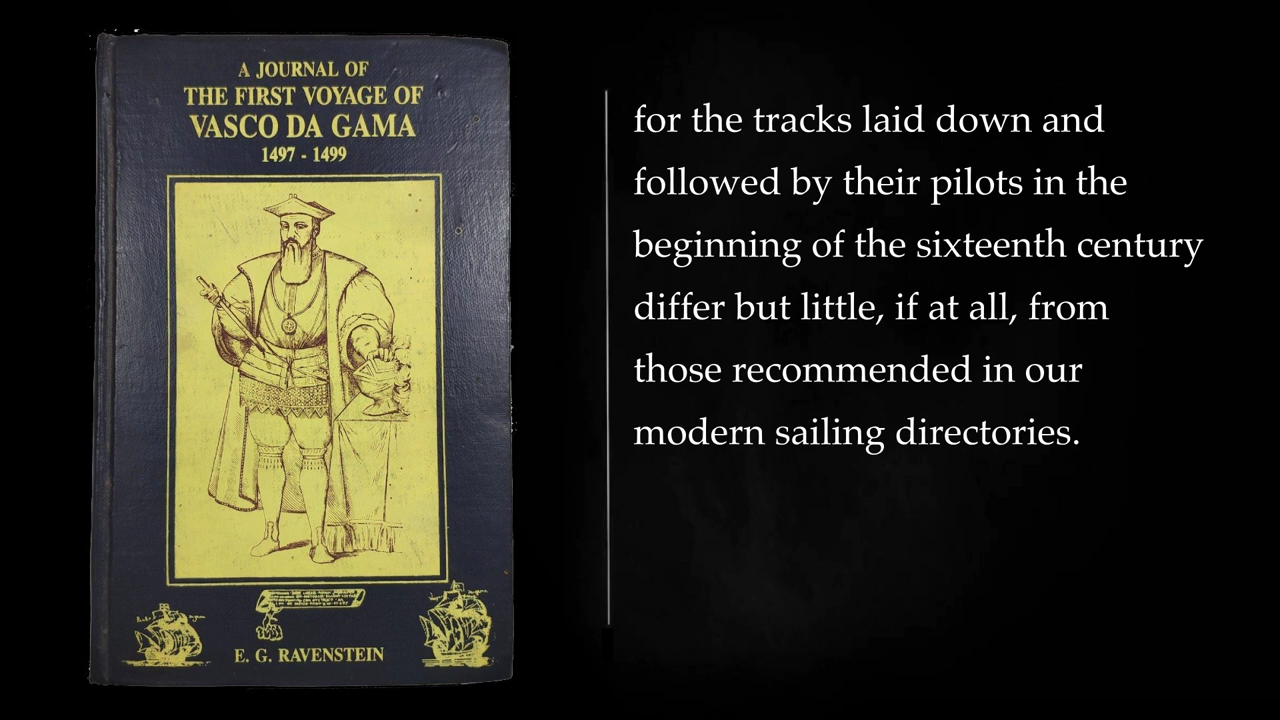 A JOURNAL OF
THE FIRST VOYAGE OF
VASCO DA GAMA
1497 - 1499
E. G. RAVENSTEIN
for the tracks laid down and
followed by their pilots in the
beginning of the sixteenth century
differ but little, if at all, from
those recommended in our
modern sailing directories.